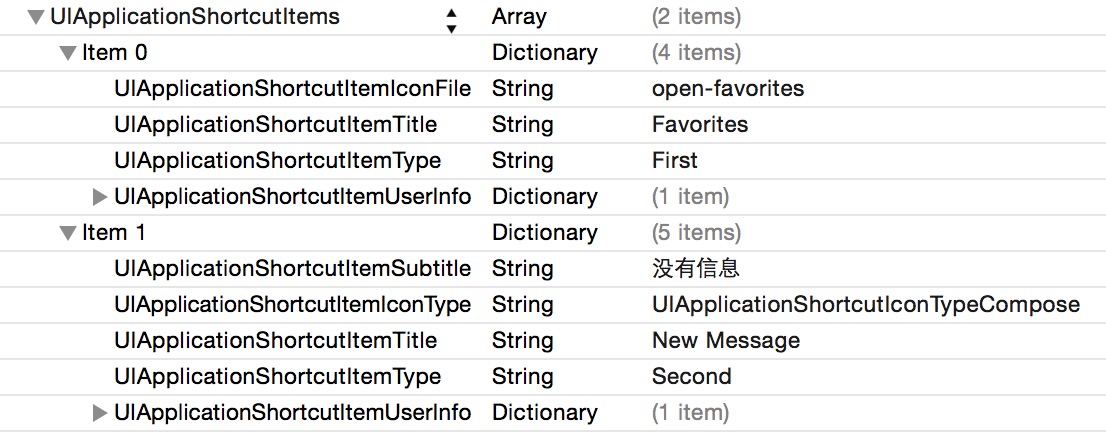 UIApplicationShortcutItems Array (2 items)
Item 0 Dictionary (4 items)
UIApplicationShortcutItemIconFile String open-favorites
UIApplicationShortcutItemTitle String Favorites
UIApplicationShortcutItemType String First
UIApplicationShortcutItemUserInfo Dictionary (1 item)
Item 1 Dictionary (5 items)
UIApplicationShortcutItemSubtitle String 没有信息
UIApplicationShortcutItemIconType String UIApplicationShortcutIconTypeCompose
UIApplicationShortcutItemTitle String New Message
UIApplicationShortcutItemType String Second
UIApplicationShortcutItemUserInfo Dictionary (1 item)